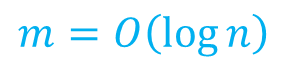 m = O(log n)